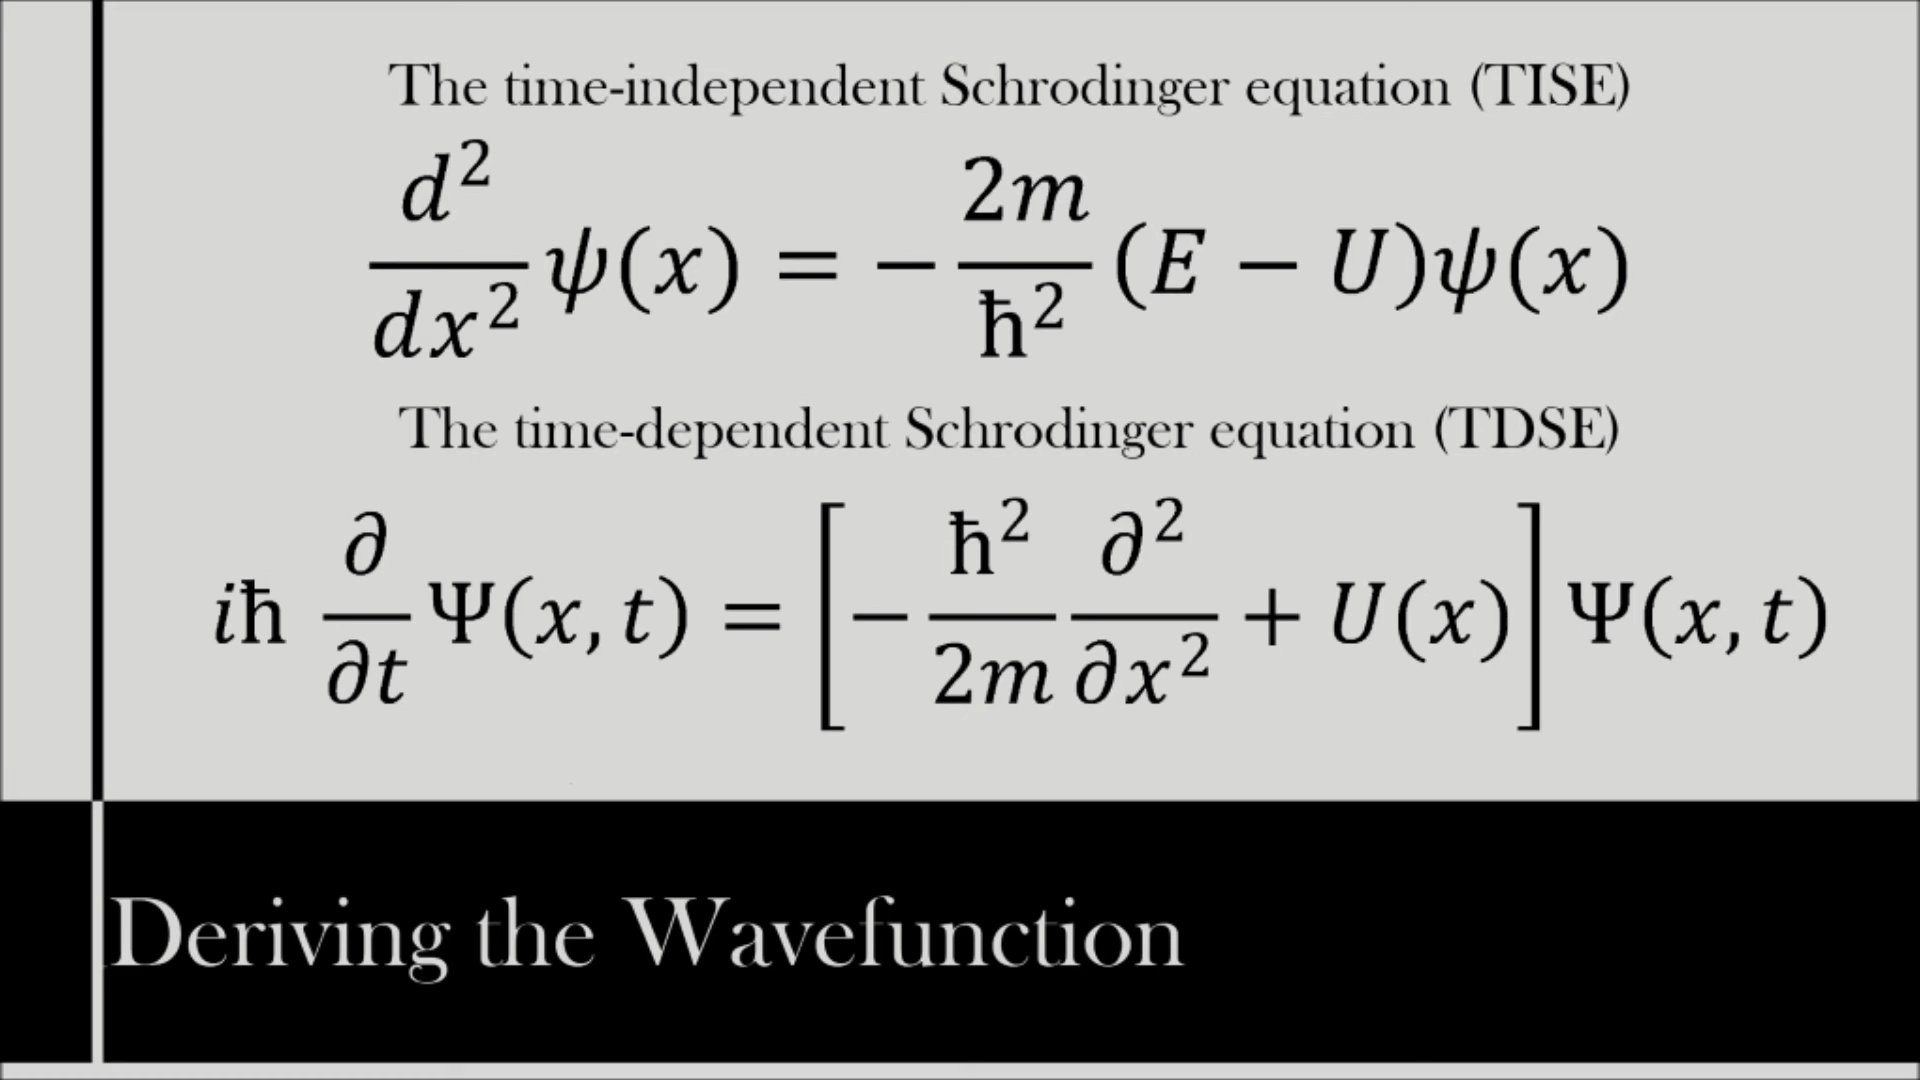 The time-independent Schrodinger equation (TISE)
d²/dx² ψ(x) = − 2m/ħ² (E − U)ψ(x)
The time-dependent Schrodinger equation (TDSE)
iħ ∂/∂t Ψ(x, t) = [− ħ²/2m ∂²/∂x² + U(x)] Ψ(x, t)
Deriving the Wavefunction